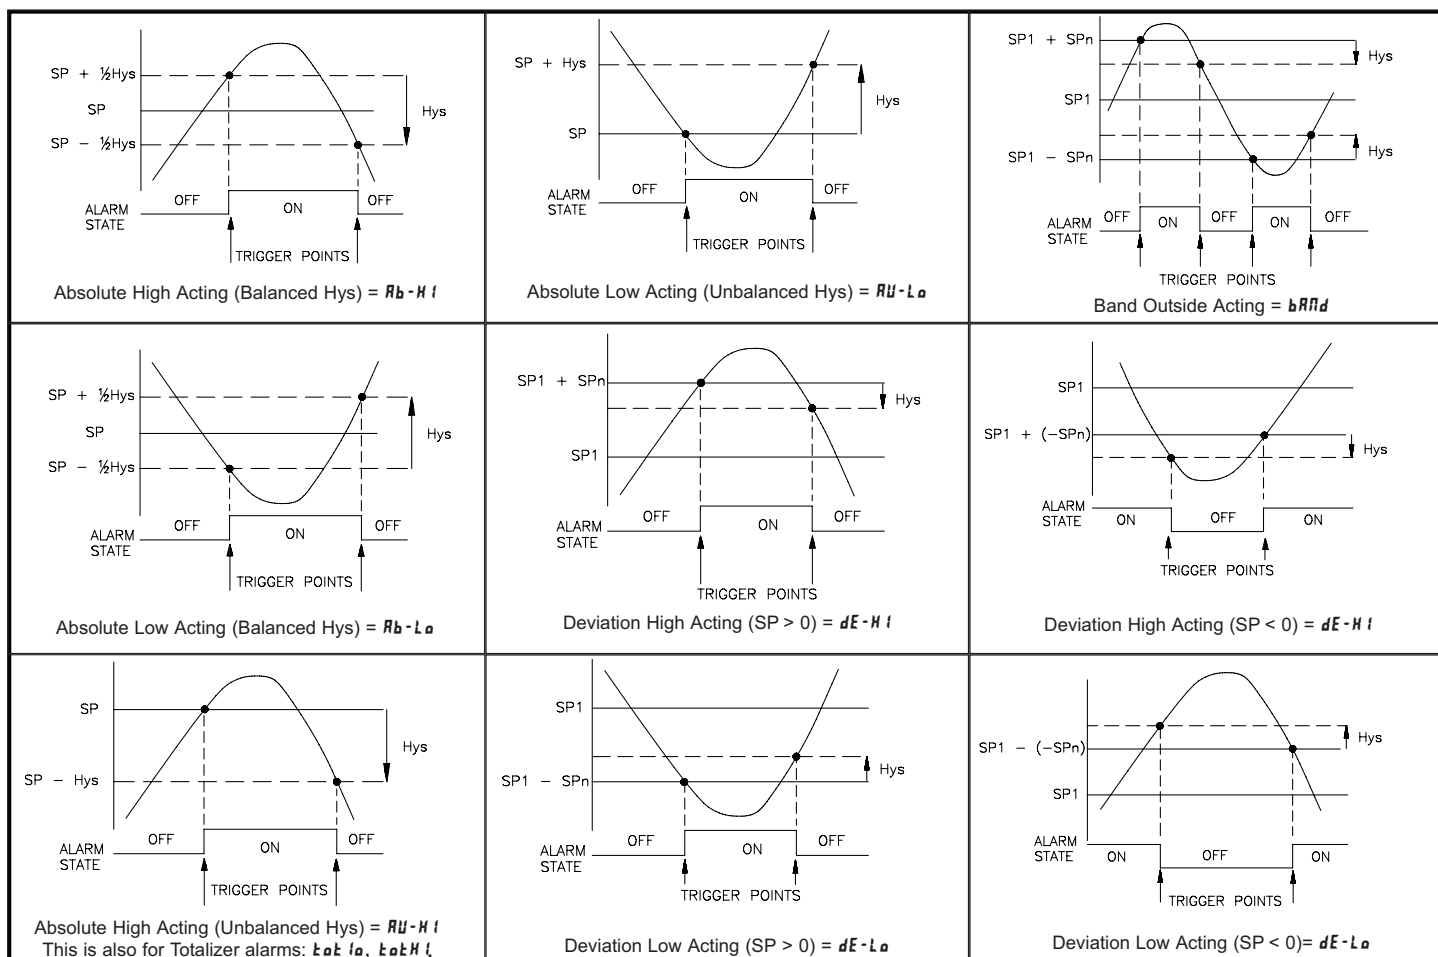 SP + ½Hys
SP
SP - ½Hys
Hys
OFF
ON
OFF
ALARM
STATE
TRIGGER POINTS
Absolute High Acting (Balanced Hys) = Ab-HI
SP + Hys
SP
Hys
OFF
ON
OFF
ALARM
STATE
TRIGGER POINTS
Absolute Low Acting (Unbalanced Hys) = AU-Lo
SP1 + SPn
Hys
SP1
SP1 - SPn
Hys
OFF
ON
OFF
ON
OFF
ALARM
STATE
TRIGGER POINTS
Band Outside Acting = bANd
SP + ½Hys
SP
SP - ½Hys
Hys
OFF
ON
OFF
ALARM
STATE
TRIGGER POINTS
Absolute Low Acting (Balanced Hys) = Ab-Lo
SP1 + SPn
Hys
SP1
OFF
ON
OFF
ALARM
STATE
TRIGGER POINTS
Deviation High Acting (SP > 0) = dE-HI
SP1
SP1 + (-SPn)
Hys
ALARM
STATE
ON
OFF
ON
TRIGGER POINTS
Deviation High Acting (SP < 0) = dE-HI
SP
Hys
SP - Hys
OFF
ON
OFF
ALARM
STATE
TRIGGER POINTS
Absolute High Acting (Unbalanced Hys) = AU-HI
This is also for Totalizer alarms: totlo, totHI.
SP1
SP1 - SPn
Hys
OFF
ON
OFF
ALARM
STATE
TRIGGER POINTS
Deviation Low Acting (SP > 0) = dE-Lo
SP1 - (-SPn)
Hys
SP1
ALARM
STATE
ON
OFF
ON
TRIGGER POINTS
Deviation Low Acting (SP < 0)= dE-Lo